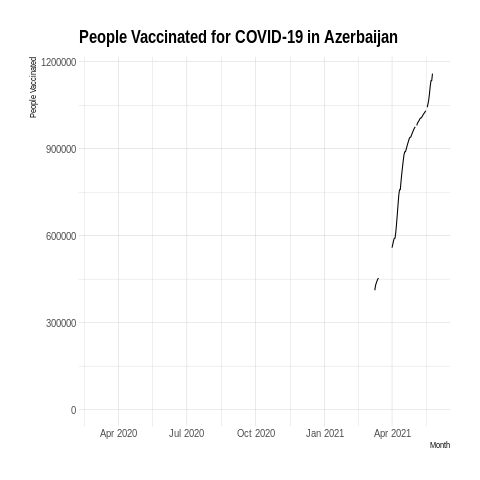 People Vaccinated for COVID-19 in Azerbaijan
People Vaccinated
1200000
900000
600000
300000
0
Apr 2020 Jul 2020 Oct 2020 Jan 2021 Apr 2021
Month